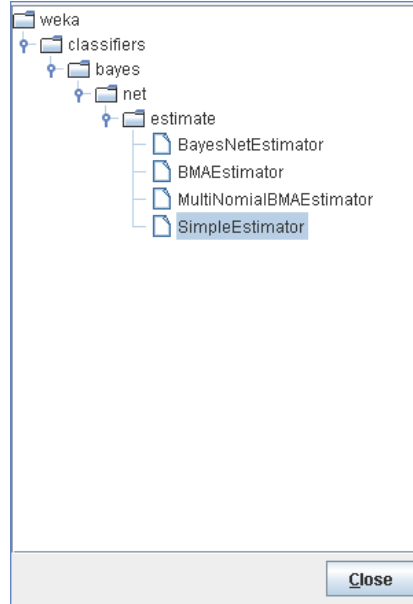 weka
classifiers
bayes
net
estimate
BayesNetEstimator
BMAEstimator
MultiNomialBMAEstimator
SimpleEstimator
Close